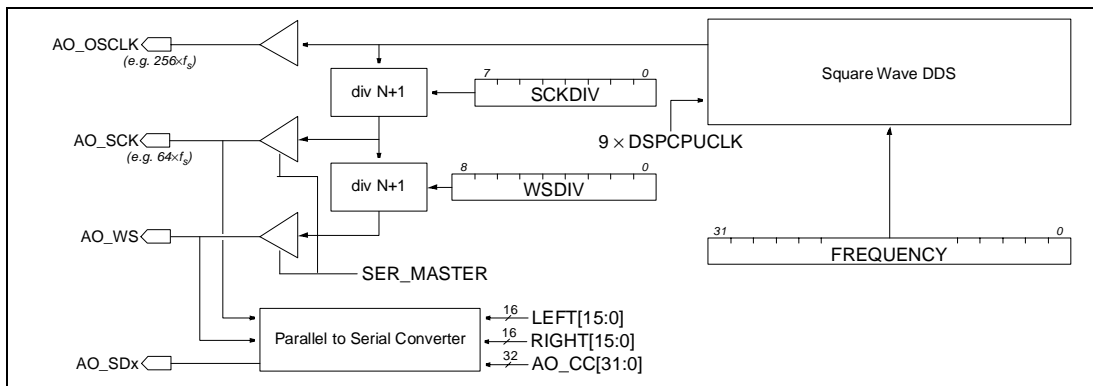 AO_OSCLK
(e.g. 256×fs)
7 0
div N+1
SCKDIV
Square Wave DDS
9 × DSPCPUCLK
AO_SCK
(e.g. 64×fs)
8 0
div N+1
WSDIV
AO_WS
31 0
FREQUENCY
SER_MASTER
Parallel to Serial Converter
16 LEFT[15:0]
16 RIGHT[15:0]
32 AO_CC[31:0]
AO_SDx